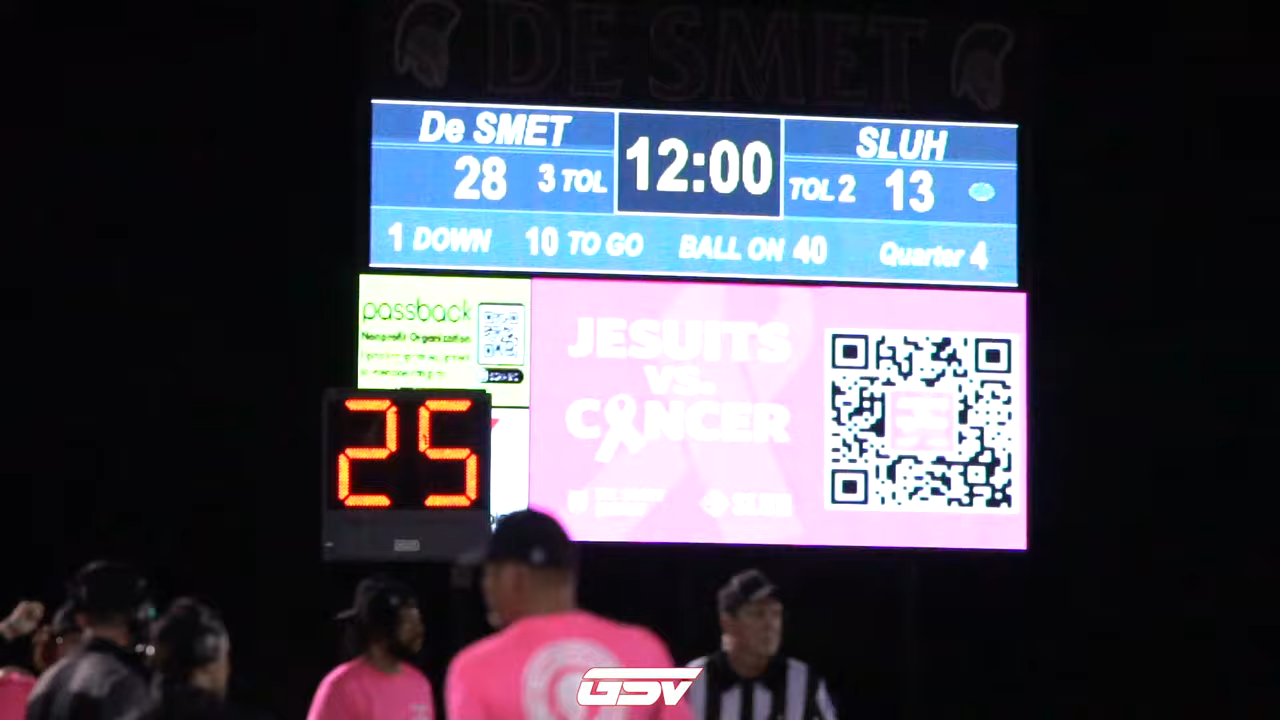 DE SMET
De SMET
28 3 TOL
12:00
SLUH
TOL 2 13
1 DOWN 10 TO GO BALL ON 40 Quarter 4
passback
Nonprofit Organization
JESUITS
VS.
CANCER
SLUH
25
GSV